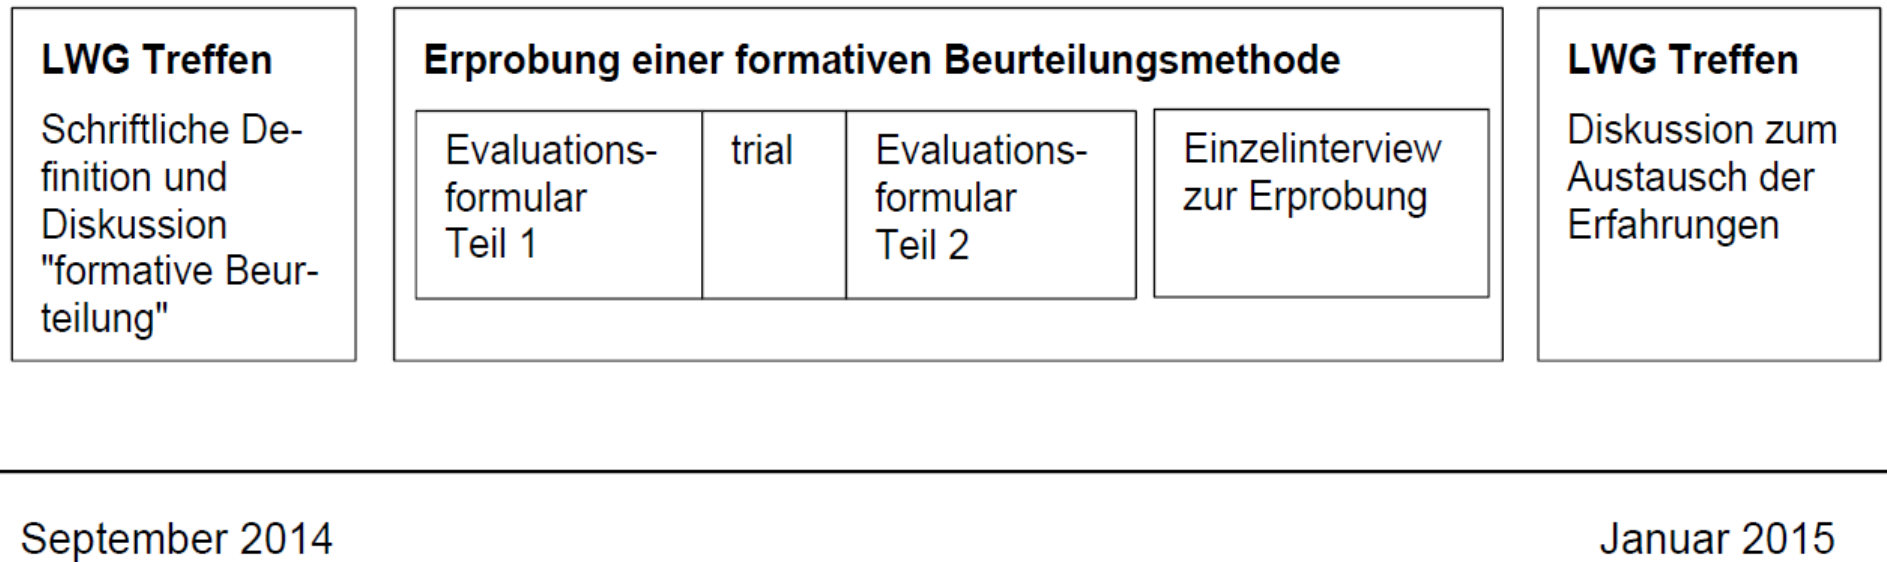 LWG Treffen
Schriftliche De-
finition und
Diskussion
"formative Beur-
teilung"
Erprobung einer formativen Beurteilungsmethode
Evaluations-
formular
Teil 1
trial
Evaluations-
formular
Teil 2
Einzelinterview
zur Erprobung
LWG Treffen
Diskussion zum
Austausch der
Erfahrungen
September 2014
Januar 2015